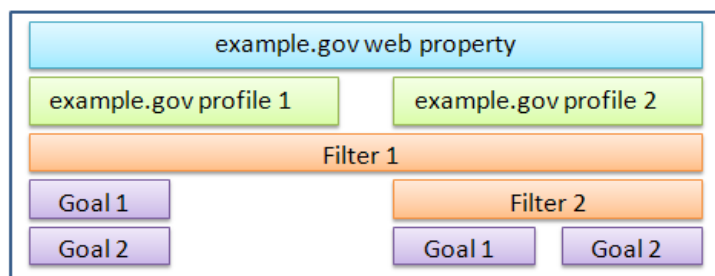 example.gov web property
example.gov profile 1 example.gov profile 2
Filter 1
Goal 1 Filter 2
Goal 2 Goal 1 Goal 2